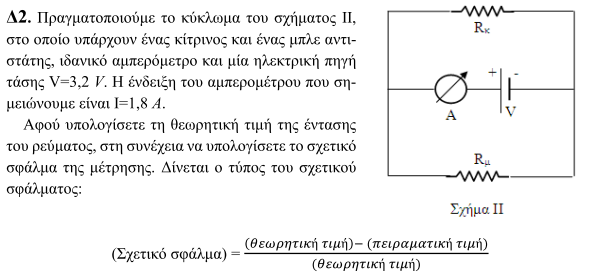 Δ2. Πραγματοποιούμε το κύκλωμα του σχήματος ΙΙ,
στο οποίο υπάρχουν ένας κίτρινος και ένας μπλε αντι-
στάτης, ιδανικό αμπερόμετρο και μία ηλεκτρική πηγή
τάσης V=3,2 V. Η ένδειξη του αμπερομέτρου που ση-
μειώνουμε είναι I=1,8 A.
Αφού υπολογίσετε τη θεωρητική τιμή της έντασης
του ρεύματος, στη συνέχεια να υπολογίσετε το σχετικό
σφάλμα της μέτρησης. Δίνεται ο τύπος του σχετικού
σφάλματος:
Rκ
+ -
A
V
Rμ
Σχήμα ΙΙ
(Σχετικό σφάλμα) = (θεωρητική τιμή)− (πειραματική τιμή)
(θεωρητική τιμή)